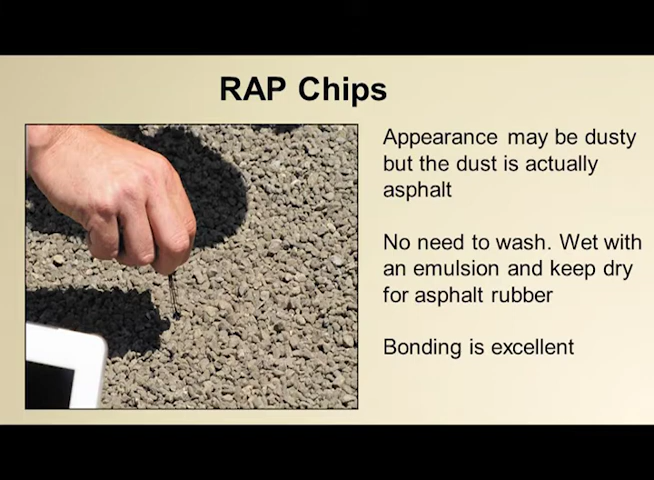 RAP Chips
Appearance may be dusty
but the dust is actually
asphalt
No need to wash. Wet with
an emulsion and keep dry
for asphalt rubber
Bonding is excellent